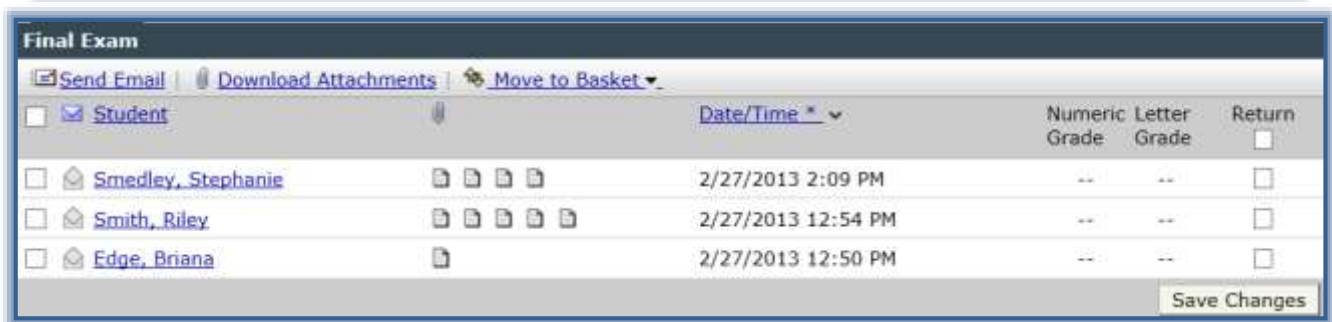 Final Exam
Send Email | Download Attachments | Move to Basket
Student Date/Time * Numeric Grade Letter Grade Return
Smedley, Stephanie 2/27/2013 2:09 PM -- --
Smith, Riley 2/27/2013 12:54 PM -- --
Edge, Briana 2/27/2013 12:50 PM -- --
Save Changes